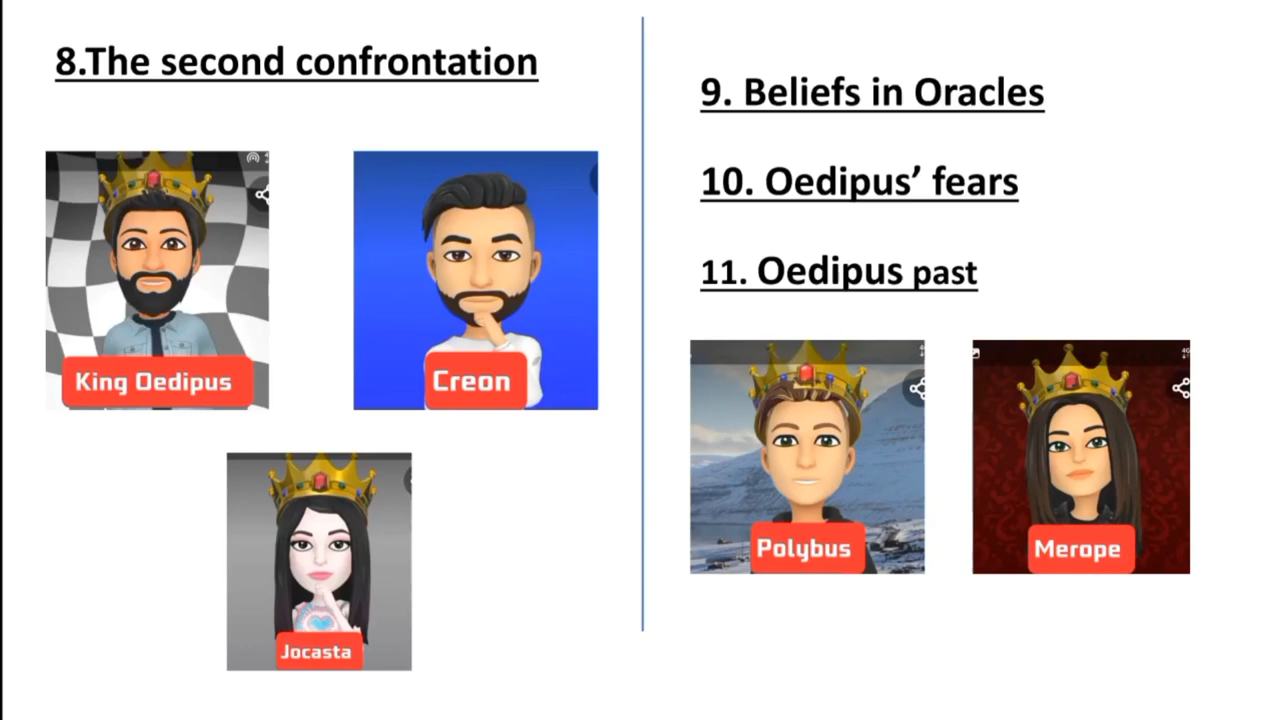 8.The second confrontation
King Oedipus
Creon
Jocasta
9. Beliefs in Oracles
10. Oedipus’ fears
11. Oedipus past
Polybus
Merope